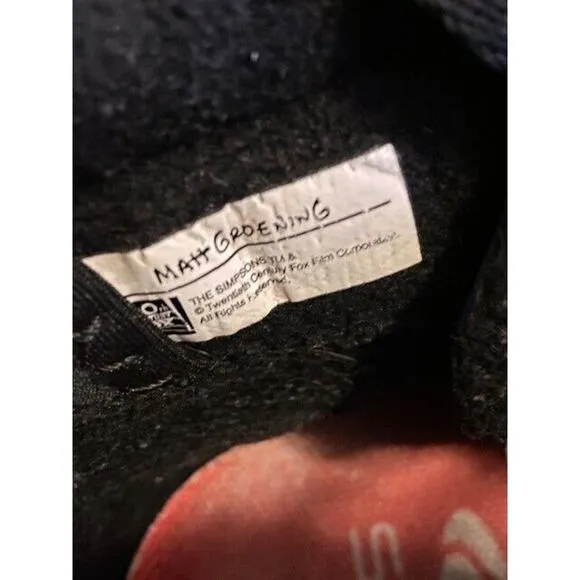 MATT GROENING
THE SIMPSONS TM &
© Twentieth Century Fox Film Corporation.
All Rights Reserved.